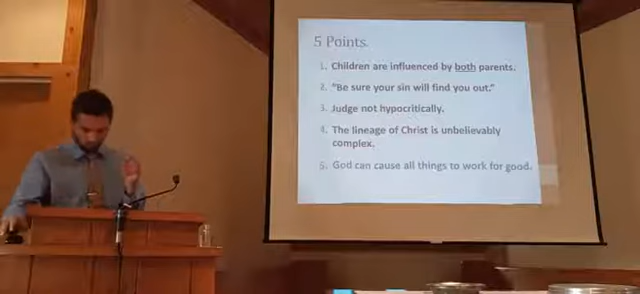 5 Points.
1. Children are influenced by both parents.
2. "Be sure your sin will find you out."
3. Judge not hypocritically.
4. The lineage of Christ is unbelievably
complex.
5. God can cause all things to work for good.